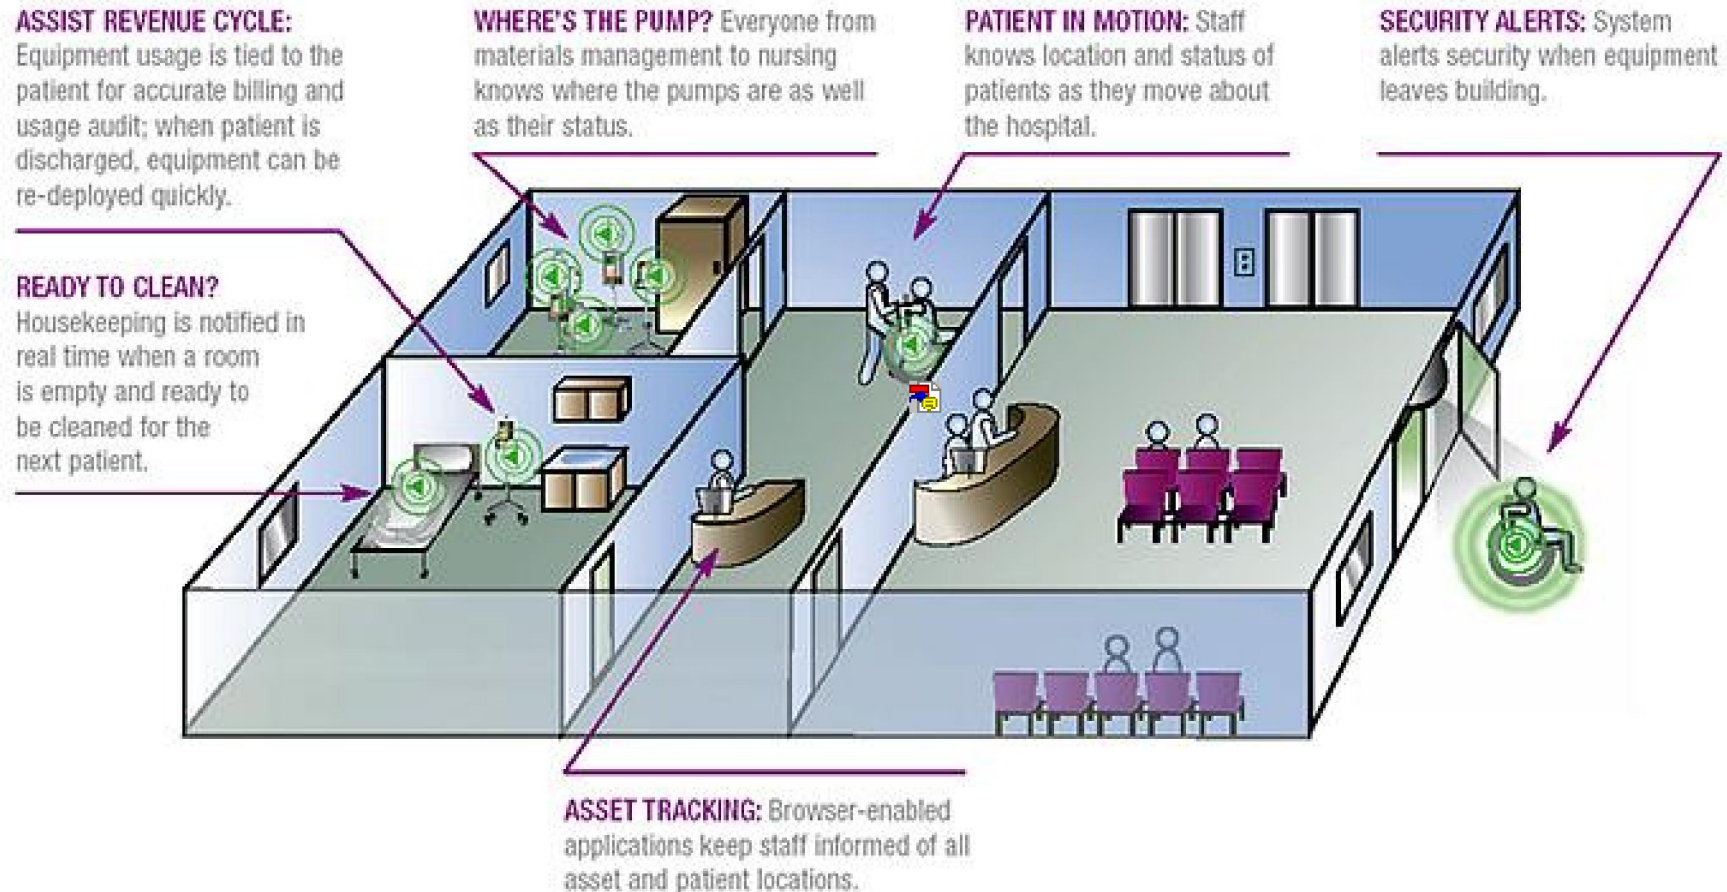 ASSIST REVENUE CYCLE:
Equipment usage is tied to the
patient for accurate billing and
usage audit; when patient is
discharged, equipment can be
re-deployed quickly.
WHERE'S THE PUMP? Everyone from
materials management to nursing
knows where the pumps are as well
as their status.
PATIENT IN MOTION: Staff
knows location and status of
patients as they move about
the hospital.
SECURITY ALERTS: System
alerts security when equipment
leaves building.
READY TO CLEAN?
Housekeeping is notified in
real time when a room
is empty and ready to
be cleaned for the
next patient.
ASSET TRACKING: Browser-enabled
applications keep staff informed of all
asset and patient locations.